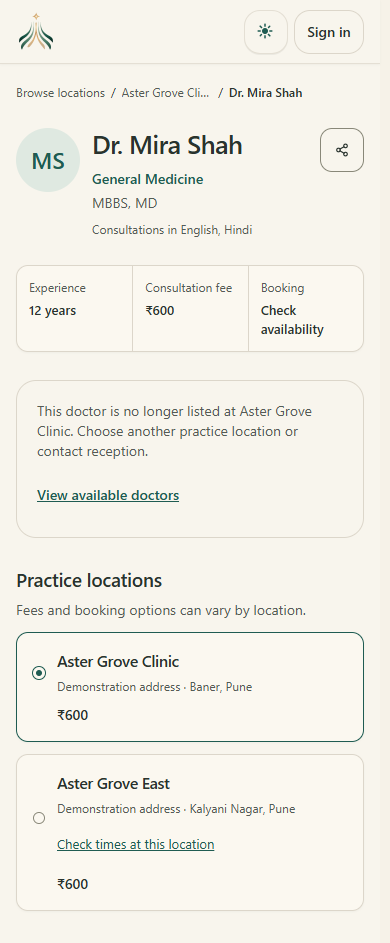 Sign in
Browse locations / Aster Grove Cli... / Dr. Mira Shah
MS
Dr. Mira Shah
General Medicine
MBBS, MD
Consultations in English, Hindi
Experience
12 years
Consultation fee
₹600
Booking
Check
availability
This doctor is no longer listed at Aster Grove
Clinic. Choose another practice location or
contact reception.
View available doctors
Practice locations
Fees and booking options can vary by location.
Aster Grove Clinic
Demonstration address · Baner, Pune
₹600
Aster Grove East
Demonstration address · Kalyani Nagar, Pune
Check times at this location
₹600